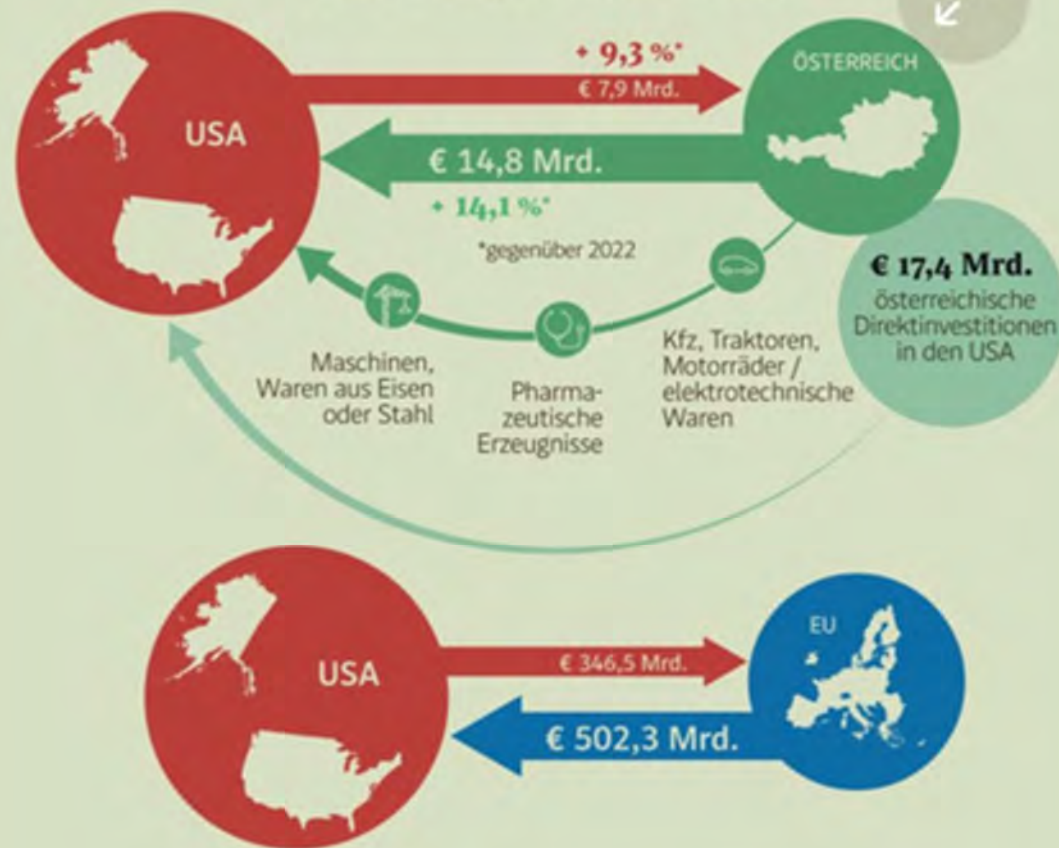 USA
+ 9,3 %*
€ 7,9 Mrd.
ÖSTERREICH
€ 14,8 Mrd.
+ 14,1 %*
*gegenüber 2022
€ 17,4 Mrd.
österreichische
Direktinvestitionen
in den USA
Maschinen,
Waren aus Eisen
oder Stahl
Pharma-
zeutische
Erzeugnisse
Kfz, Traktoren,
Motorräder /
elektrotechnische
Waren
USA
€ 346,5 Mrd.
EU
€ 502,3 Mrd.